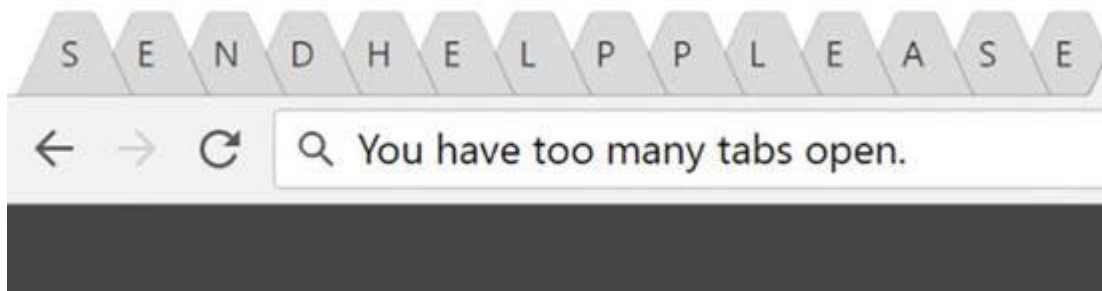 S E N D H E L P P L E A S E
You have too many tabs open.